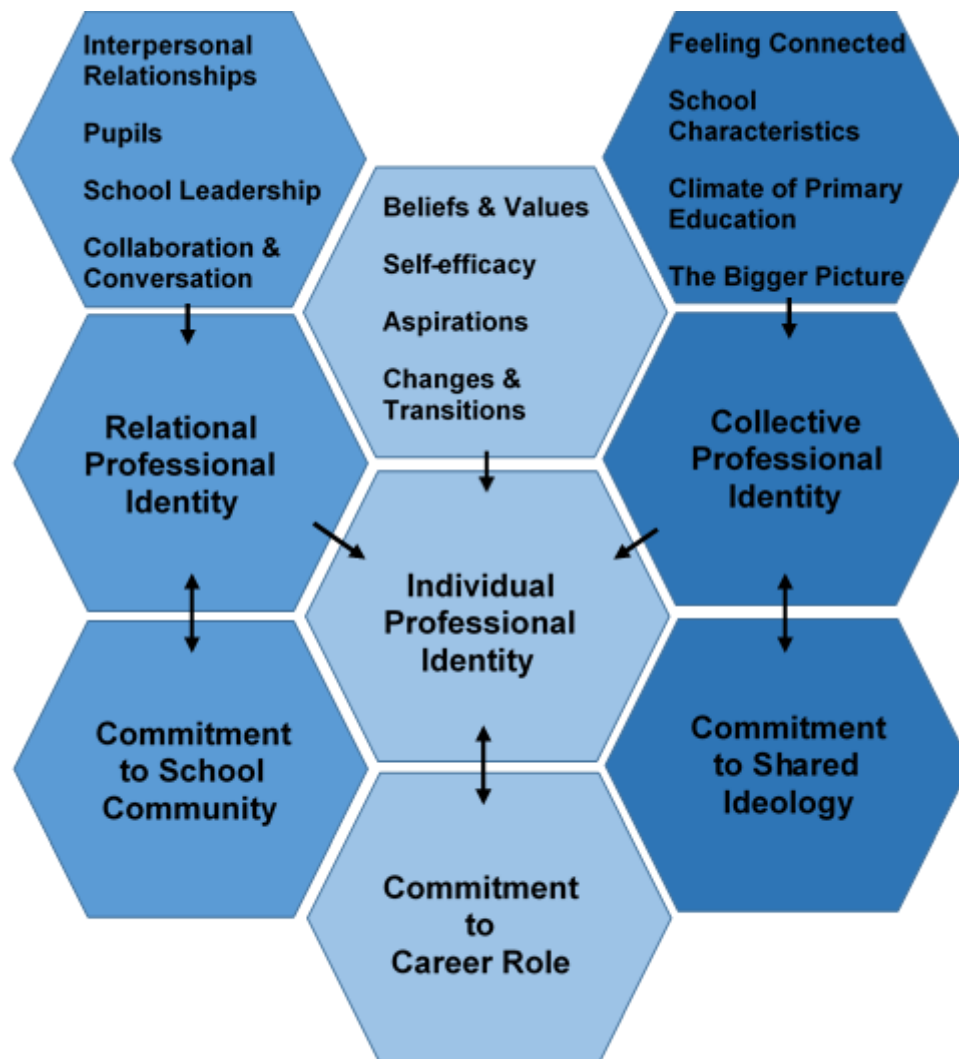 Interpersonal
Relationships
Pupils
School Leadership
Collaboration &
Conversation
Beliefs & Values
Self-efficacy
Aspirations
Changes &
Transitions
Feeling Connected
School
Characteristics
Climate of Primary
Education
The Bigger Picture
Relational
Professional
Identity
Individual
Professional
Identity
Collective
Professional
Identity
Commitment
to School
Community
Commitment
to
Career Role
Commitment
to Shared
Ideology